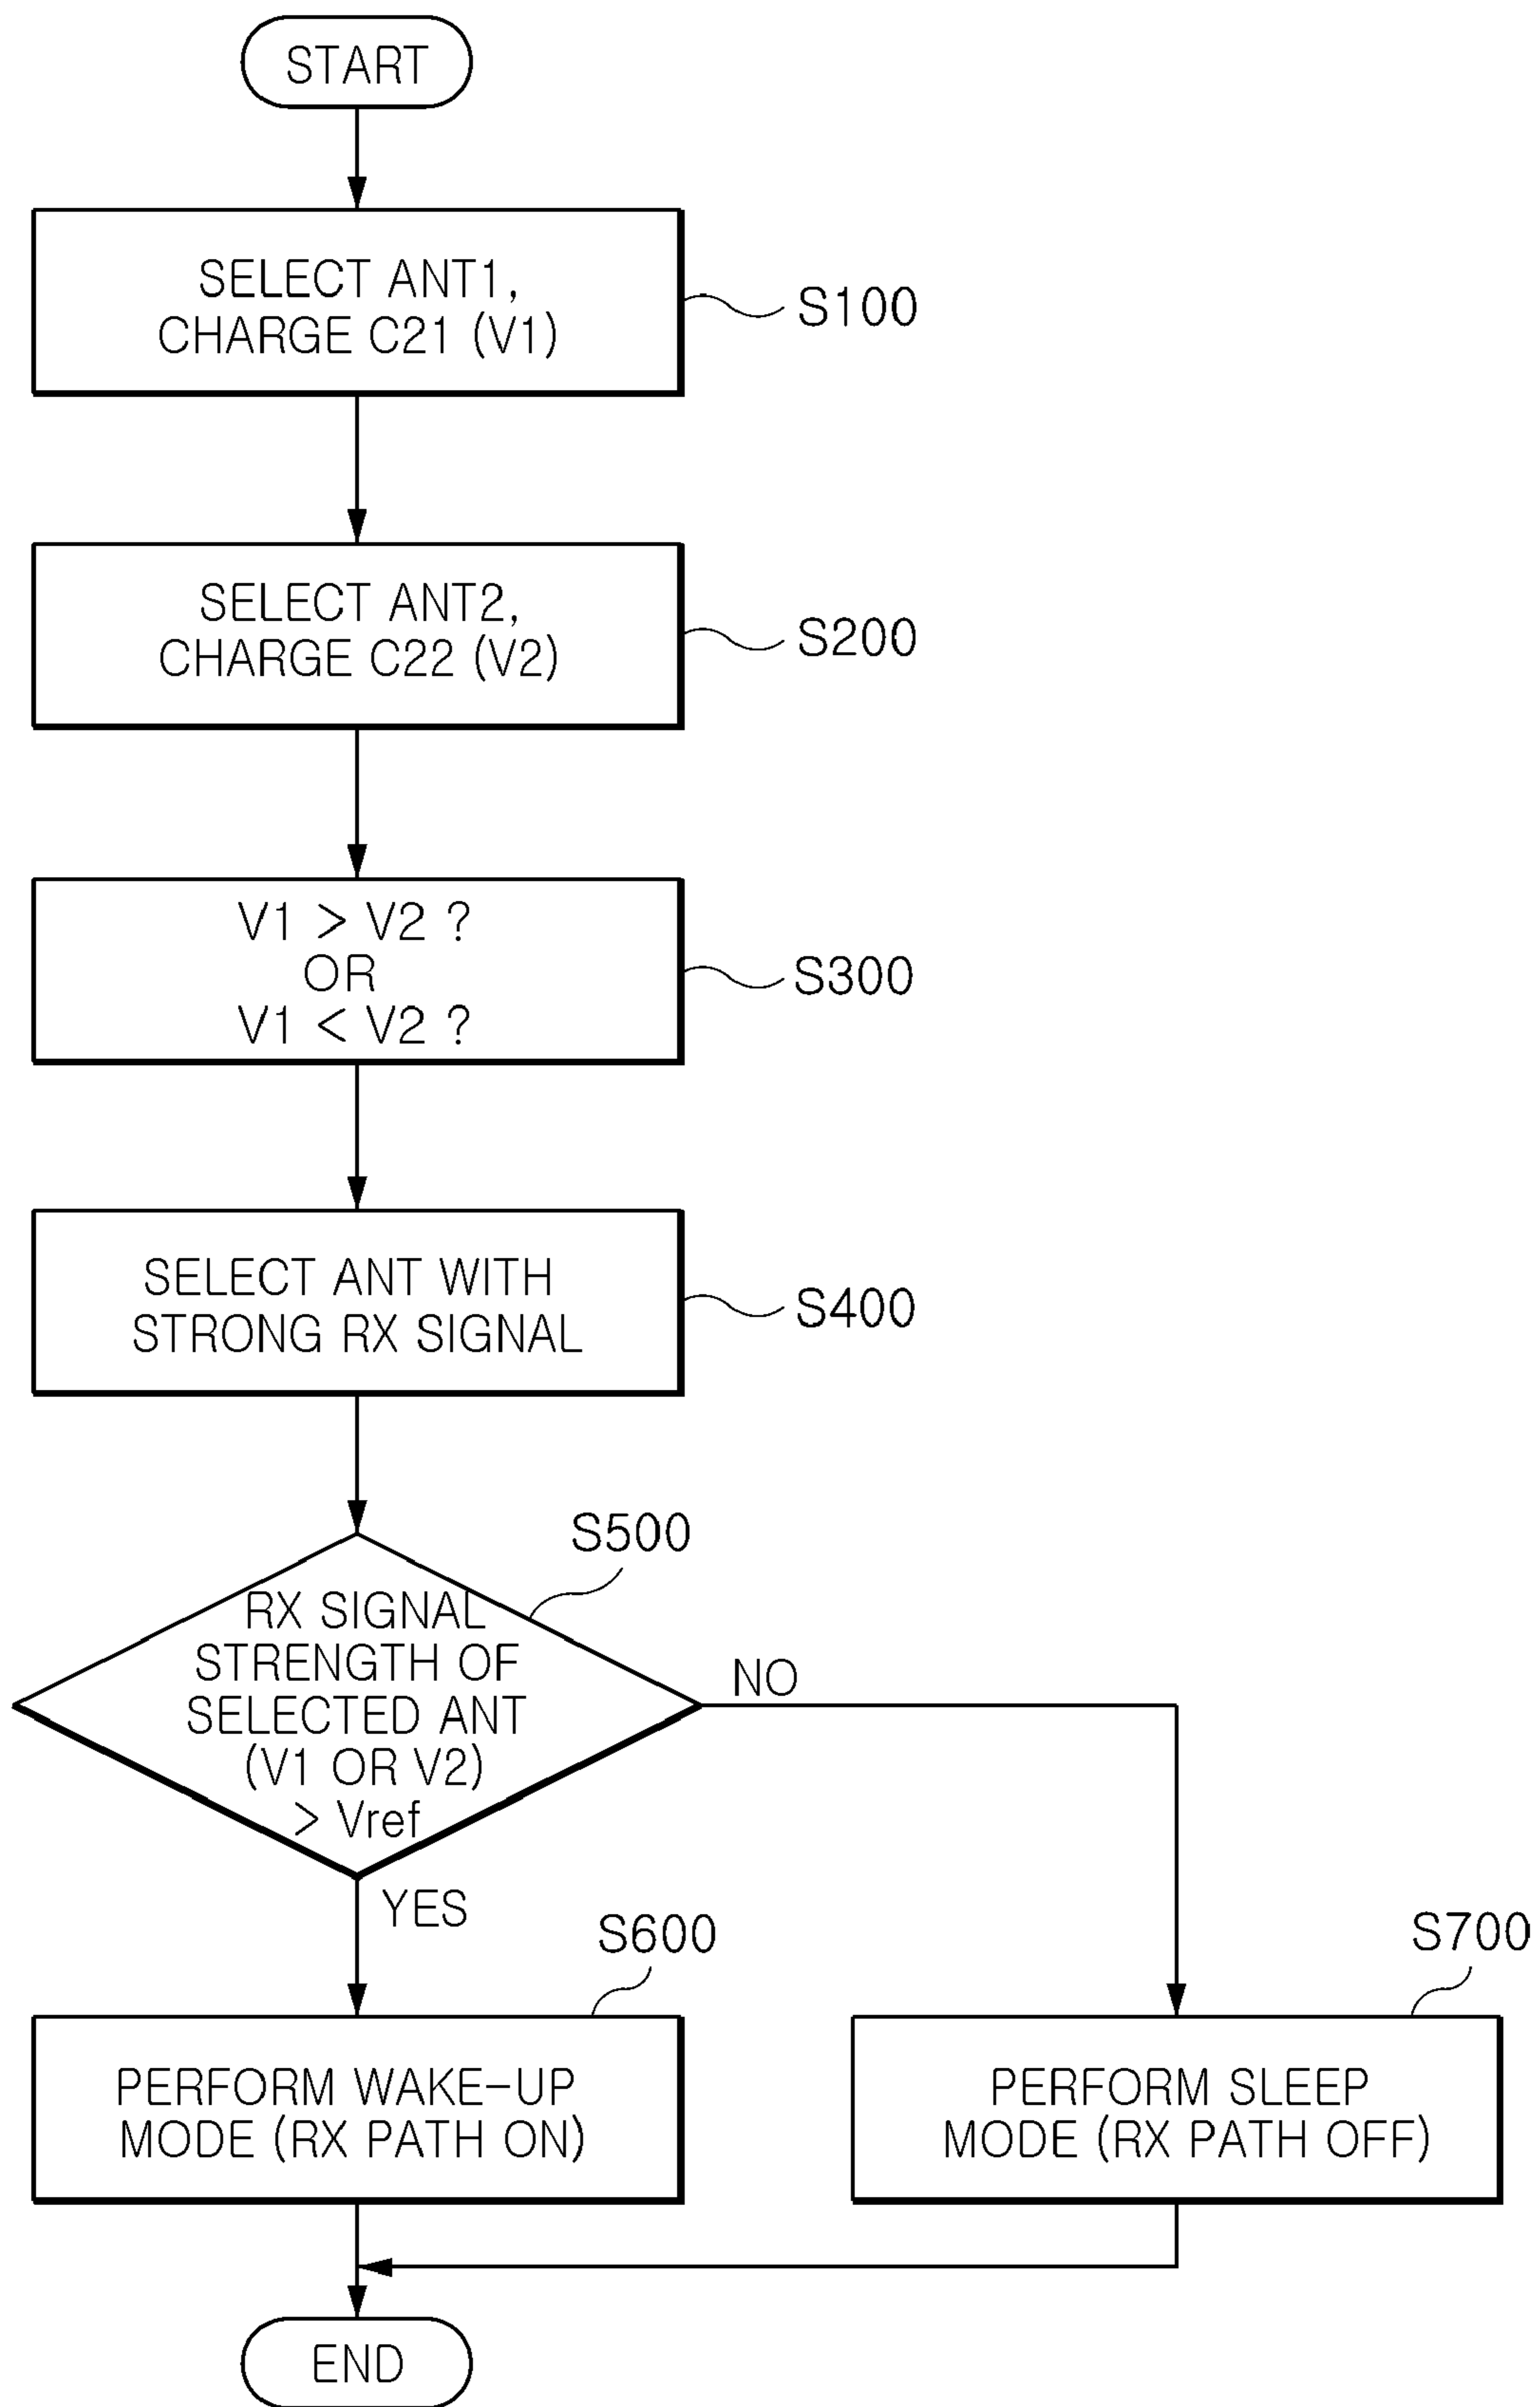 START
SELECT ANT1,
CHARGE C21 (V1)
S100
SELECT ANT2,
CHARGE C22 (V2)
S200
V1 > V2 ?
OR
V1 < V2 ?
S300
SELECT ANT WITH
STRONG RX SIGNAL
S400
S500
RX SIGNAL
STRENGTH OF
SELECTED ANT
(V1 OR V2)
> Vref
NO
YES
S600
PERFORM WAKE-UP
MODE (RX PATH ON)
S700
PERFORM SLEEP
MODE (RX PATH OFF)
END